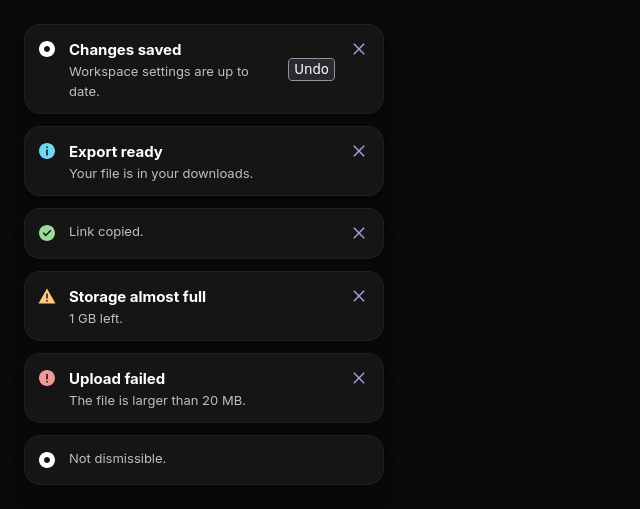 Changes saved
Workspace settings are up to
date.
Undo
Export ready
Your file is in your downloads.
Link copied.
Storage almost full
1 GB left.
Upload failed
The file is larger than 20 MB.
Not dismissible.